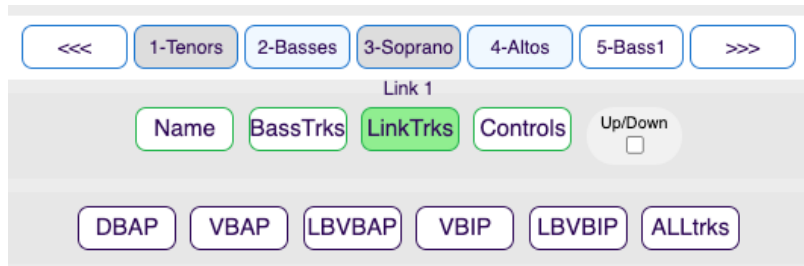 <<< 1-Tenors 2-Basses 3-Soprano 4-Altos 5-Bass1 >>>
Link 1
Name BassTrks LinkTrks Controls Up/Down
DBAP VBAP LBVBAP VBIP LBVBIP ALLtrks